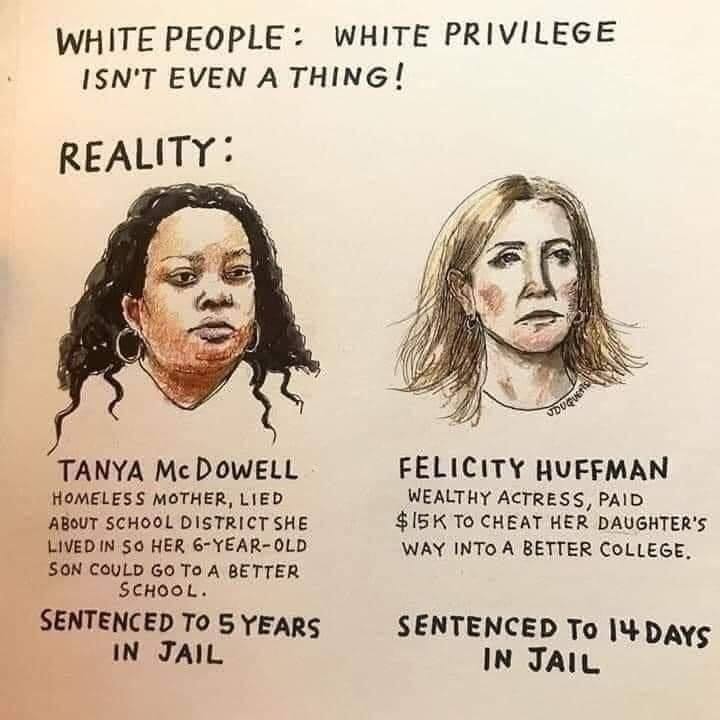 WHITE PEOPLE: WHITE PRIVILEGE
ISN'T EVEN A THING!
REALITY:
JDUQUE
TANYA McDOWELL
HOMELESS MOTHER, LIED
ABOUT SCHOOL DISTRICT SHE
LIVED IN SO HER 6-YEAR-OLD
SON COULD GO TO A BETTER
SCHOOL.
SENTENCED TO 5 YEARS
IN JAIL
FELICITY HUFFMAN
WEALTHY ACTRESS, PAID
$15K TO CHEAT HER DAUGHTER'S
WAY INTO A BETTER COLLEGE.
SENTENCED TO 14 DAYS
IN JAIL